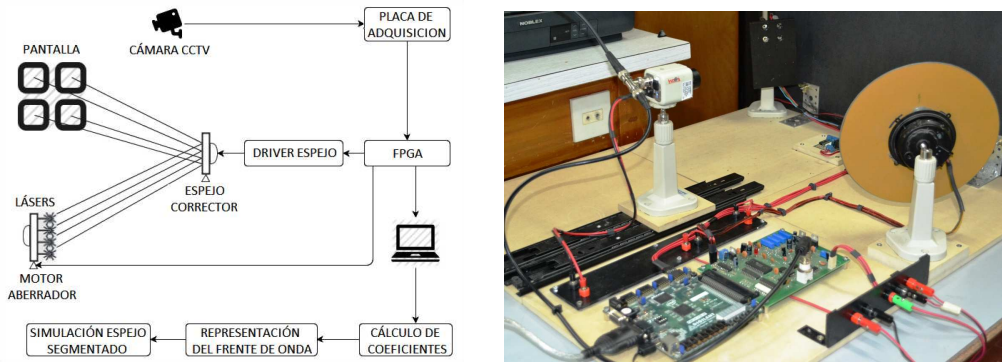 CÁMARA CCTV
PLACA DE
ADQUISICION
PANTALLA
DRIVER ESPEJO
FPGA
ESPEJO
CORRECTOR
LÁSERS
MOTOR
ABERRADOR
SIMULACIÓN ESPEJO
SEGMENTADO
REPRESENTACIÓN
DEL FRENTE DE ONDA
CÁLCULO DE
COEFICIENTES
NOBLEX